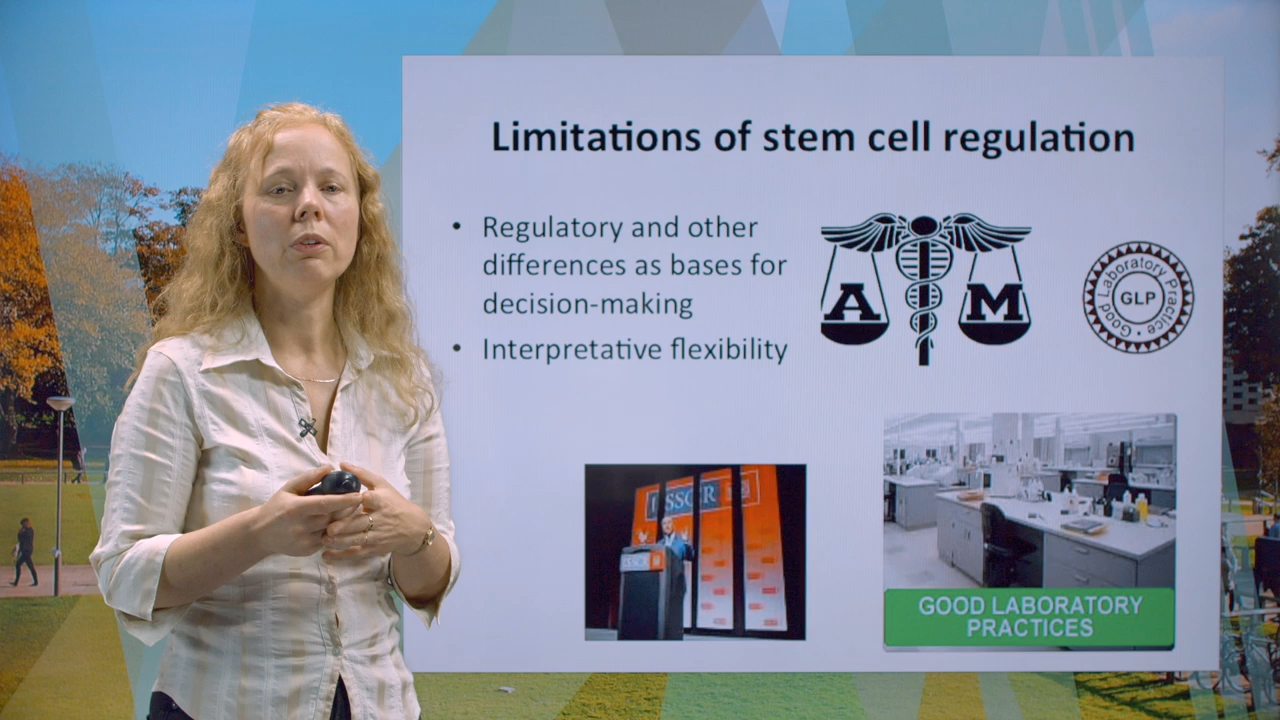 Limitations of stem cell regulation
• Regulatory and other
differences as bases for
decision-making
• Interpretative flexibility
A M
Good Laboratory Practice •
GLP
ISSCR
ISSCR
GOOD LABORATORY
PRACTICES